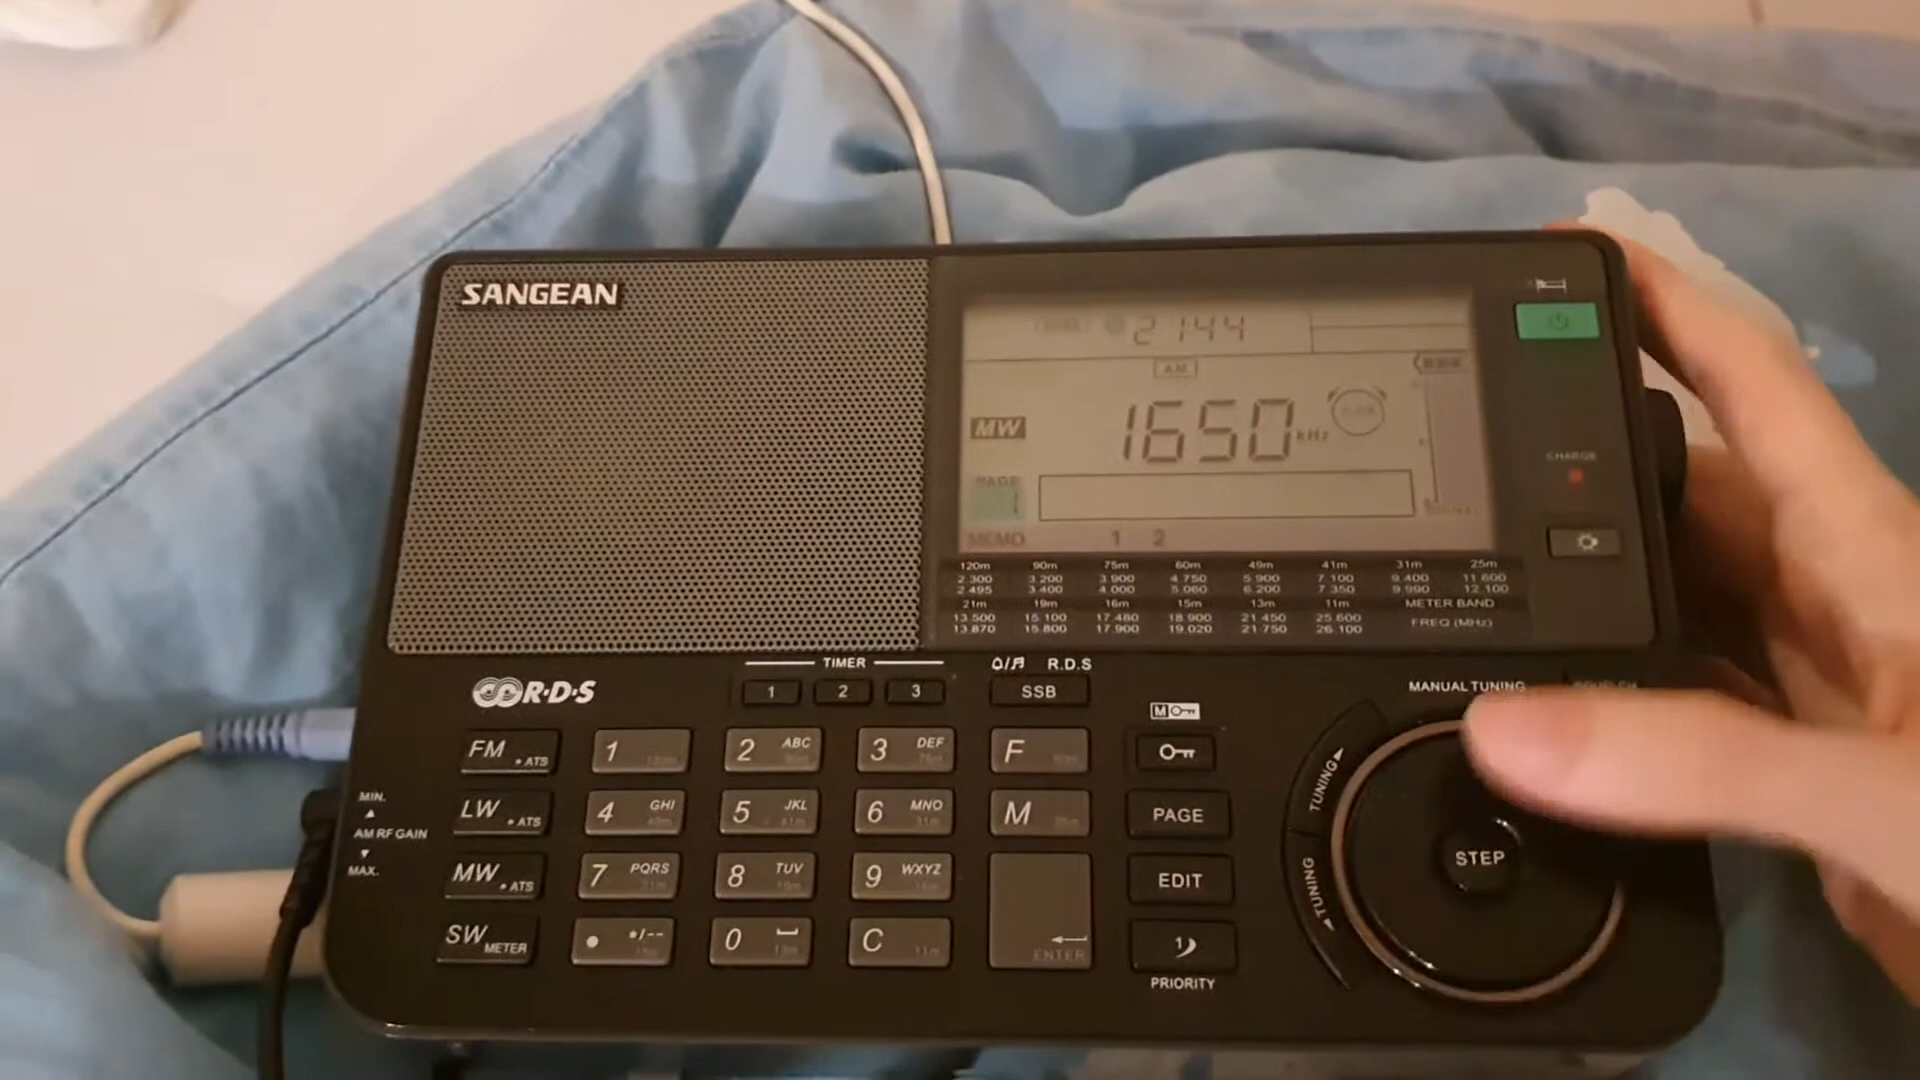 SANGEAN
21:44
AM
MW
1650 kHz
PAGE
1
MEMO 1 2
CHARGE
120m 90m 75m 60m 49m 41m 31m 25m
2.300 3.200 3.900 4.750 5.900 7.100 9.400 11.600
2.495 3.400 4.000 5.060 6.200 7.350 9.990 12.100
21m 19m 16m 15m 13m 11m METER BAND
13.500 15.100 17.480 18.900 21.450 25.600 FREQ (MHz)
13.870 15.800 17.900 19.020 21.750 26.100
R·D·S
TIMER
1 2 3
R.D.S
SSB
MANUAL TUNING
FM • ATS
1
2 ABC
3 DEF
F
TUNING
MIN.
AM RF GAIN
MAX.
LW • ATS
4 GHI
5 JKL
6 MNO
M
PAGE
STEP
MW • ATS
7 PQRS
8 TUV
9 WXYZ
EDIT
TUNING
SW METER
• */--
0
C
ENTER
PRIORITY